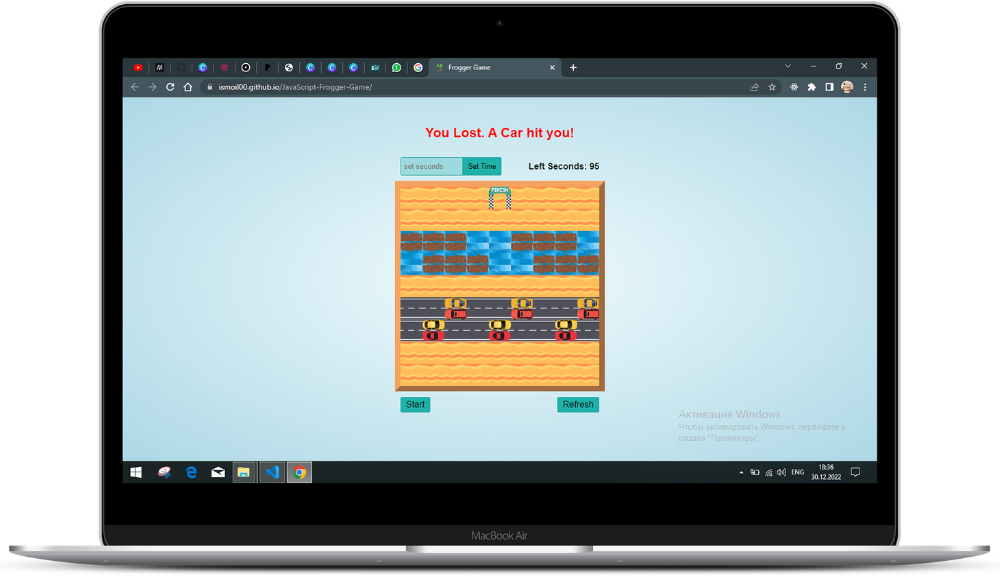 Frogger Game
ismoil00.github.io/JavaScript-Frogger-Game/
You Lost. A Car hit you!
set seconds
Set Time
Left Seconds: 95
FINISH
Start
Refresh
Активация Windows
Чтобы активировать Windows, перейдите в
раздел "Параметры".
ENG
18:36
30.12.2022
MacBook Air